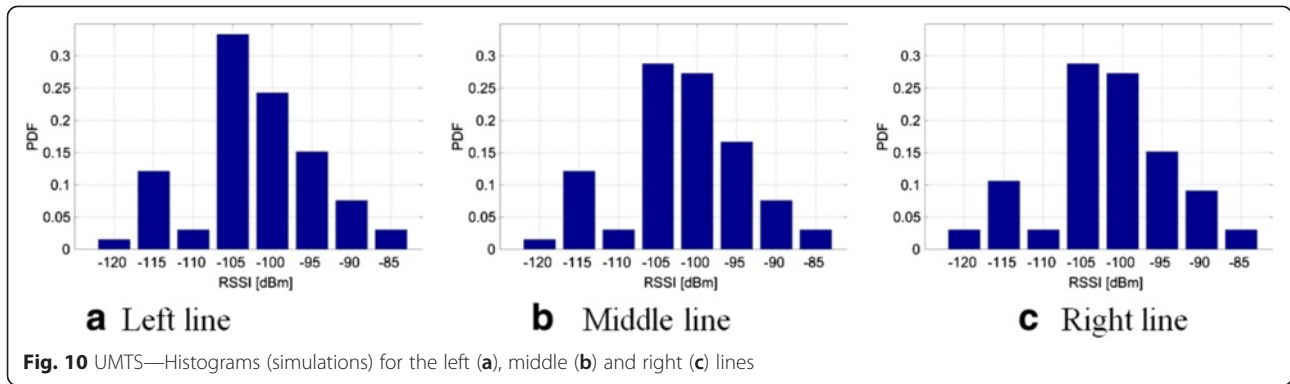 0.3
0.25
0.2
0.15
0.1
0.05
0
PDF
-120 -115 -110 -105 -100 -95 -90 -85
RSSI [dBm]
a Left line
0.3
0.25
0.2
0.15
0.1
0.05
0
PDF
-120 -115 -110 -105 -100 -95 -90 -85
RSSI [dBm]
b Middle line
0.3
0.25
0.2
0.15
0.1
0.05
0
PDF
-120 -115 -110 -105 -100 -95 -90 -85
RSSI [dBm]
c Right line
Fig. 10 UMTS—Histograms (simulations) for the left (a), middle (b) and right (c) lines